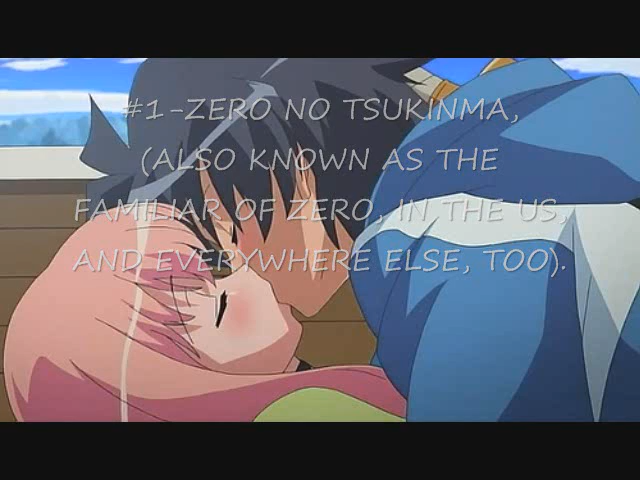 #1-ZERO NO TSUKINMA,
(ALSO KNOWN AS THE
FAMILIAR OF ZERO, IN THE US,
AND EVERYWHERE ELSE, TOO).